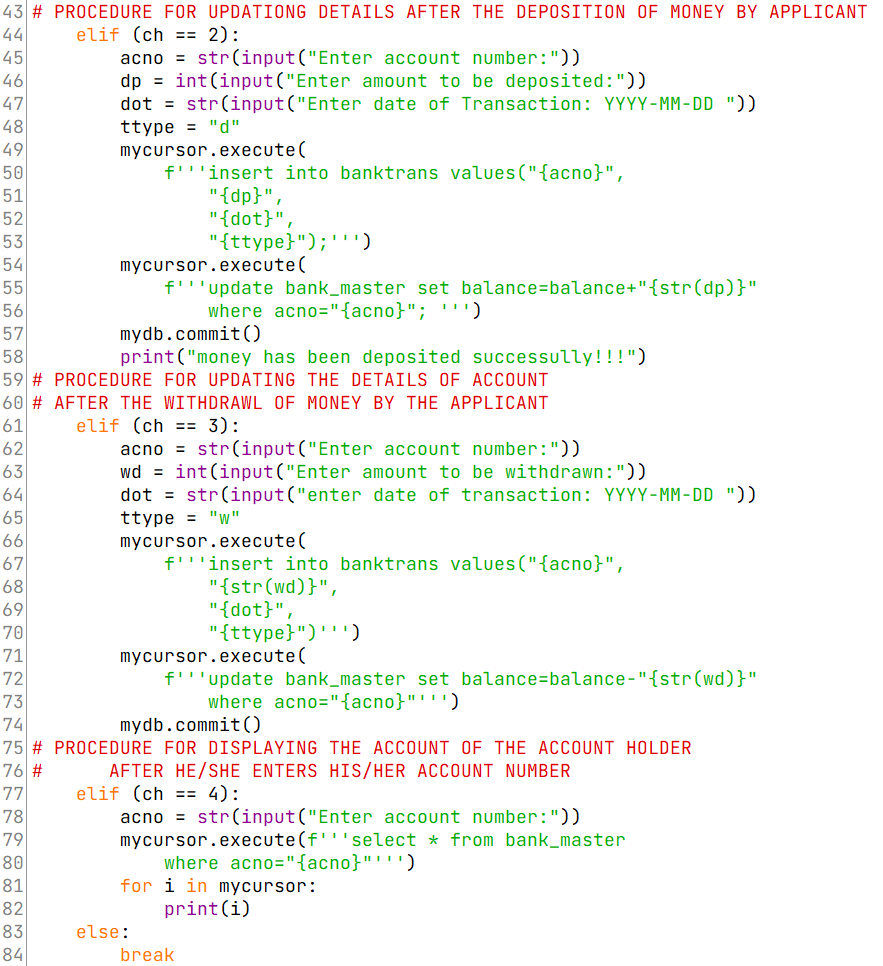 43 # PROCEDURE FOR UPDATIONG DETAILS AFTER THE DEPOSITION OF MONEY BY APPLICANT
44     elif (ch == 2):
45         acno = str(input("Enter account number:"))
46         dp = int(input("Enter amount to be deposited:"))
47         dot = str(input("Enter date of Transaction: YYYY-MM-DD "))
48         ttype = "d"
49         mycursor.execute(
50             f'''insert into banktrans values("{acno}",
51                 "{dp}",
52                 "{dot}",
53                 "{ttype}");''')
54         mycursor.execute(
55             f'''update bank_master set balance=balance+"{str(dp)}"
56                 where acno="{acno}"; ''')
57         mydb.commit()
58         print("money has been deposited successully!!!")
59 # PROCEDURE FOR UPDATING THE DETAILS OF ACCOUNT
60 # AFTER THE WITHDRAWL OF MONEY BY THE APPLICANT
61     elif (ch == 3):
62         acno = str(input("Enter account number:"))
63         wd = int(input("Enter amount to be withdrawn:"))
64         dot = str(input("enter date of transaction: YYYY-MM-DD "))
65         ttype = "w"
66         mycursor.execute(
67             f'''insert into banktrans values("{acno}",
68                 "{str(wd)}",
69                 "{dot}",
70                 "{ttype}")''')
71         mycursor.execute(
72             f'''update bank_master set balance=balance-"{str(wd)}"
73                 where acno="{acno}"''')
74         mydb.commit()
75 # PROCEDURE FOR DISPLAYING THE ACCOUNT OF THE ACCOUNT HOLDER
76 #      AFTER HE/SHE ENTERS HIS/HER ACCOUNT NUMBER
77     elif (ch == 4):
78         acno = str(input("Enter account number:"))
79         mycursor.execute(f'''select * from bank_master
80             where acno="{acno}"''')
81         for i in mycursor:
82             print(i)
83     else:
84         break